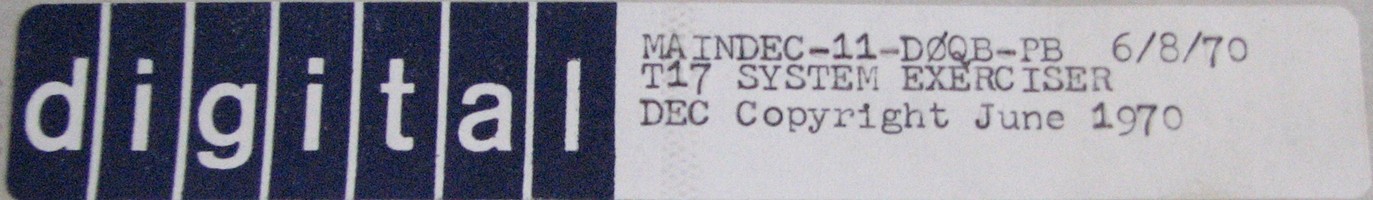 digital
MAINDEC-11-DØQB-PB 6/8/70
T17 SYSTEM EXERCISER
DEC Copyright June 1970